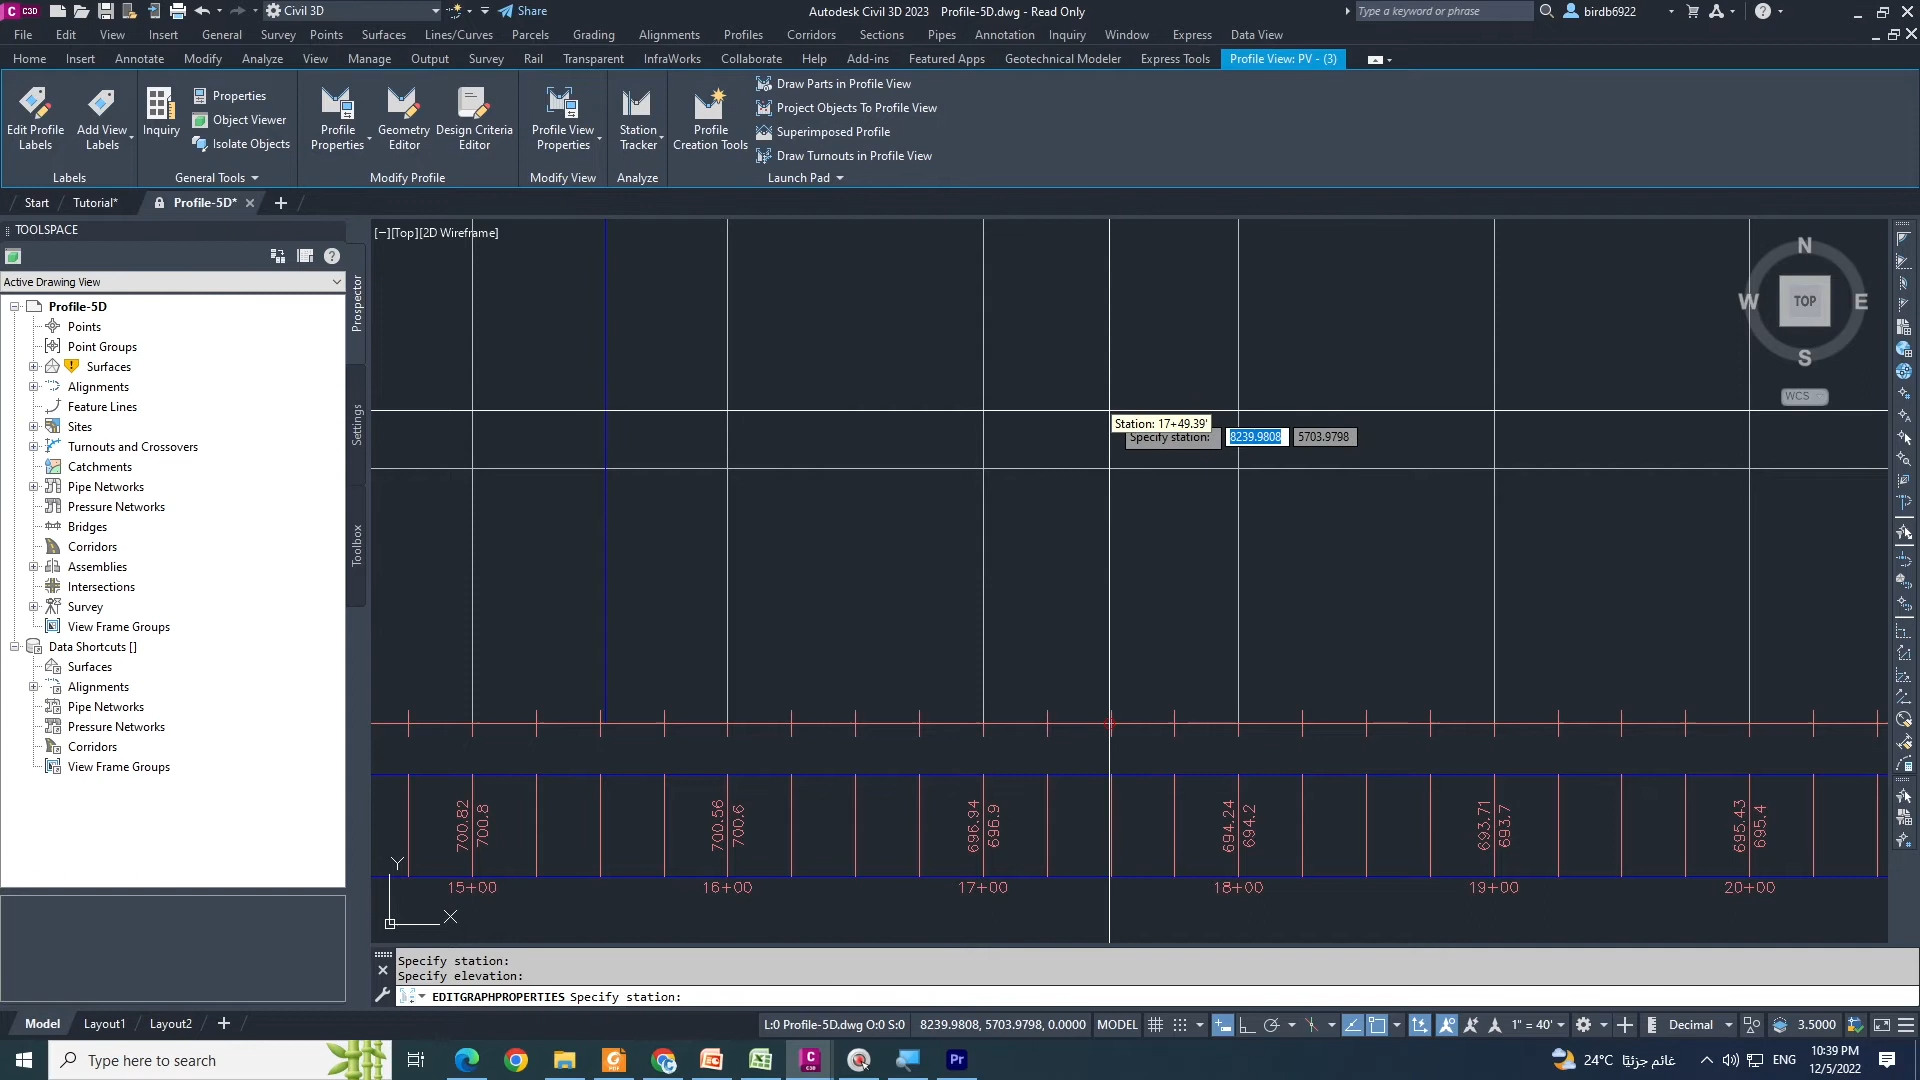 C3D
Civil 3D
Share
Autodesk Civil 3D 2023 Profile-5D.dwg - Read Only
Type a keyword or phrase
birdb6922
File Edit View Insert General Survey Points Surfaces Lines/Curves Parcels Grading Alignments Profiles Corridors Sections Pipes Annotation Inquiry Window Express Data View
Home Insert Annotate Modify Analyze View Manage Output Survey Rail Transparent InfraWorks Collaborate Help Add-ins Featured Apps Geotechnical Modeler Express Tools Profile View: PV - (3)
Edit Profile Labels
Add View Labels
Inquiry
Properties
Object Viewer
Isolate Objects
Profile Properties
Geometry Editor
Design Criteria Editor
Profile View Properties
Station Tracker
Profile Creation Tools
Draw Parts in Profile View
Project Objects To Profile View
Superimposed Profile
Draw Turnouts in Profile View
Labels
General Tools
Modify Profile
Modify View
Analyze
Launch Pad
Start Tutorial* Profile-5D*
TOOLSPACE
Active Drawing View
Profile-5D
Points
Point Groups
Surfaces
Alignments
Feature Lines
Sites
Turnouts and Crossovers
Catchments
Pipe Networks
Pressure Networks
Bridges
Corridors
Assemblies
Intersections
Survey
View Frame Groups
Data Shortcuts []
Surfaces
Alignments
Pipe Networks
Pressure Networks
Corridors
View Frame Groups
Prospector
Settings
Toolbox
[−][Top][2D Wireframe]
N
W TOP E
S
WCS
Station: 17+49.39'
Specify station: 8239.9808 5703.9798
700.82
700.8
700.56
700.6
696.94
696.9
694.24
694.2
693.71
693.7
695.43
695.4
15+00 16+00 17+00 18+00 19+00 20+00
Y
X
Specify station:
Specify elevation:
EDITGRAPHPROPERTIES Specify station:
Model Layout1 Layout2
L:0 Profile-5D.dwg O:0 S:0 8239.9808, 5703.9798, 0.0000 MODEL 1" = 40' Decimal 3.5000
Type here to search
C3D
Pr
24°C غائم جزئيًا
ENG
10:39 PM
12/5/2022